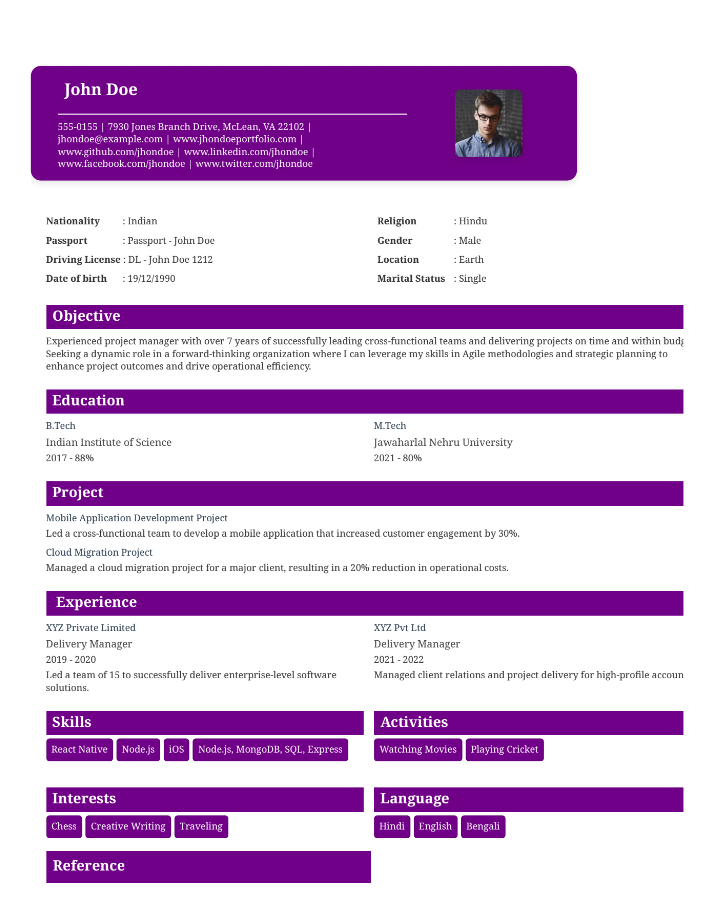 John Doe
555-0155 | 7930 Jones Branch Drive, McLean, VA 22102 |
jhondoe@example.com | www.jhondoeportfolio.com |
www.github.com/jhondoe | www.linkedin.com/jhondoe |
www.facebook.com/jhondoe | www.twitter.com/jhondoe
Nationality : Indian
Passport : Passport - John Doe
Driving License : DL - John Doe 1212
Date of birth : 19/12/1990
Religion : Hindu
Gender : Male
Location : Earth
Marital Status : Single
Objective
Experienced project manager with over 7 years of successfully leading cross-functional teams and delivering projects on time and within
Seeking a dynamic role in a forward-thinking organization where I can leverage my skills in Agile methodologies and strategic planning to
enhance project outcomes and drive operational efficiency.
Education
B.Tech
Indian Institute of Science
2017 - 88%
M.Tech
Jawaharlal Nehru University
2021 - 80%
Project
Mobile Application Development Project
Led a cross-functional team to develop a mobile application that increased customer engagement by 30%.
Cloud Migration Project
Managed a cloud migration project for a major client, resulting in a 20% reduction in operational costs.
Experience
XYZ Private Limited
Delivery Manager
2019 - 2020
Led a team of 15 to successfully deliver enterprise-level software
solutions.
XYZ Pvt Ltd
Delivery Manager
2021 - 2022
Managed client relations and project delivery for high-profile accoun
Skills
React Native Node.js iOS Node.js, MongoDB, SQL, Express
Activities
Watching Movies Playing Cricket
Interests
Chess Creative Writing Traveling
Language
Hindi English Bengali
Reference